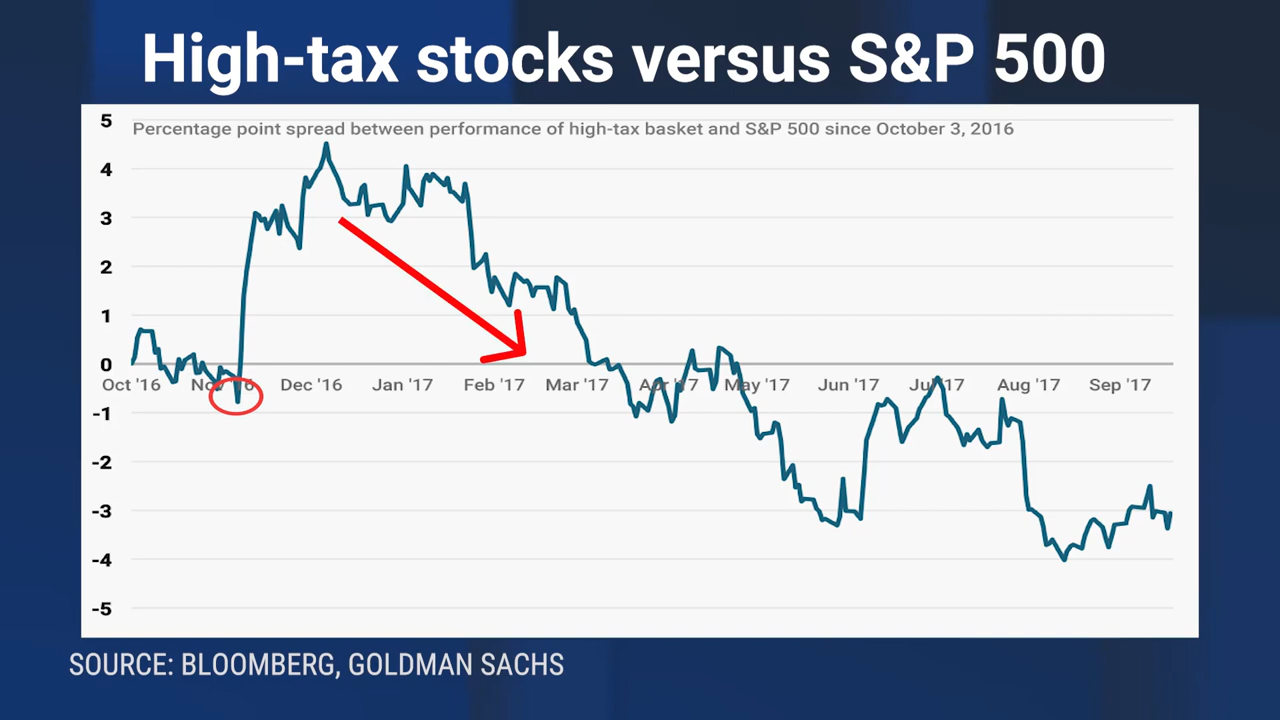 High-tax stocks versus S&P 500
Percentage point spread between performance of high-tax basket and S&P 500 since October 3, 2016
5
4
3
2
1
0
-1
-2
-3
-4
-5
Oct '16 Dec '16 Jan '17 Feb '17 Mar '17 Apr '17 May '17 Jun '17 Jul '17 Aug '17 Sep '17
SOURCE: BLOOMBERG, GOLDMAN SACHS